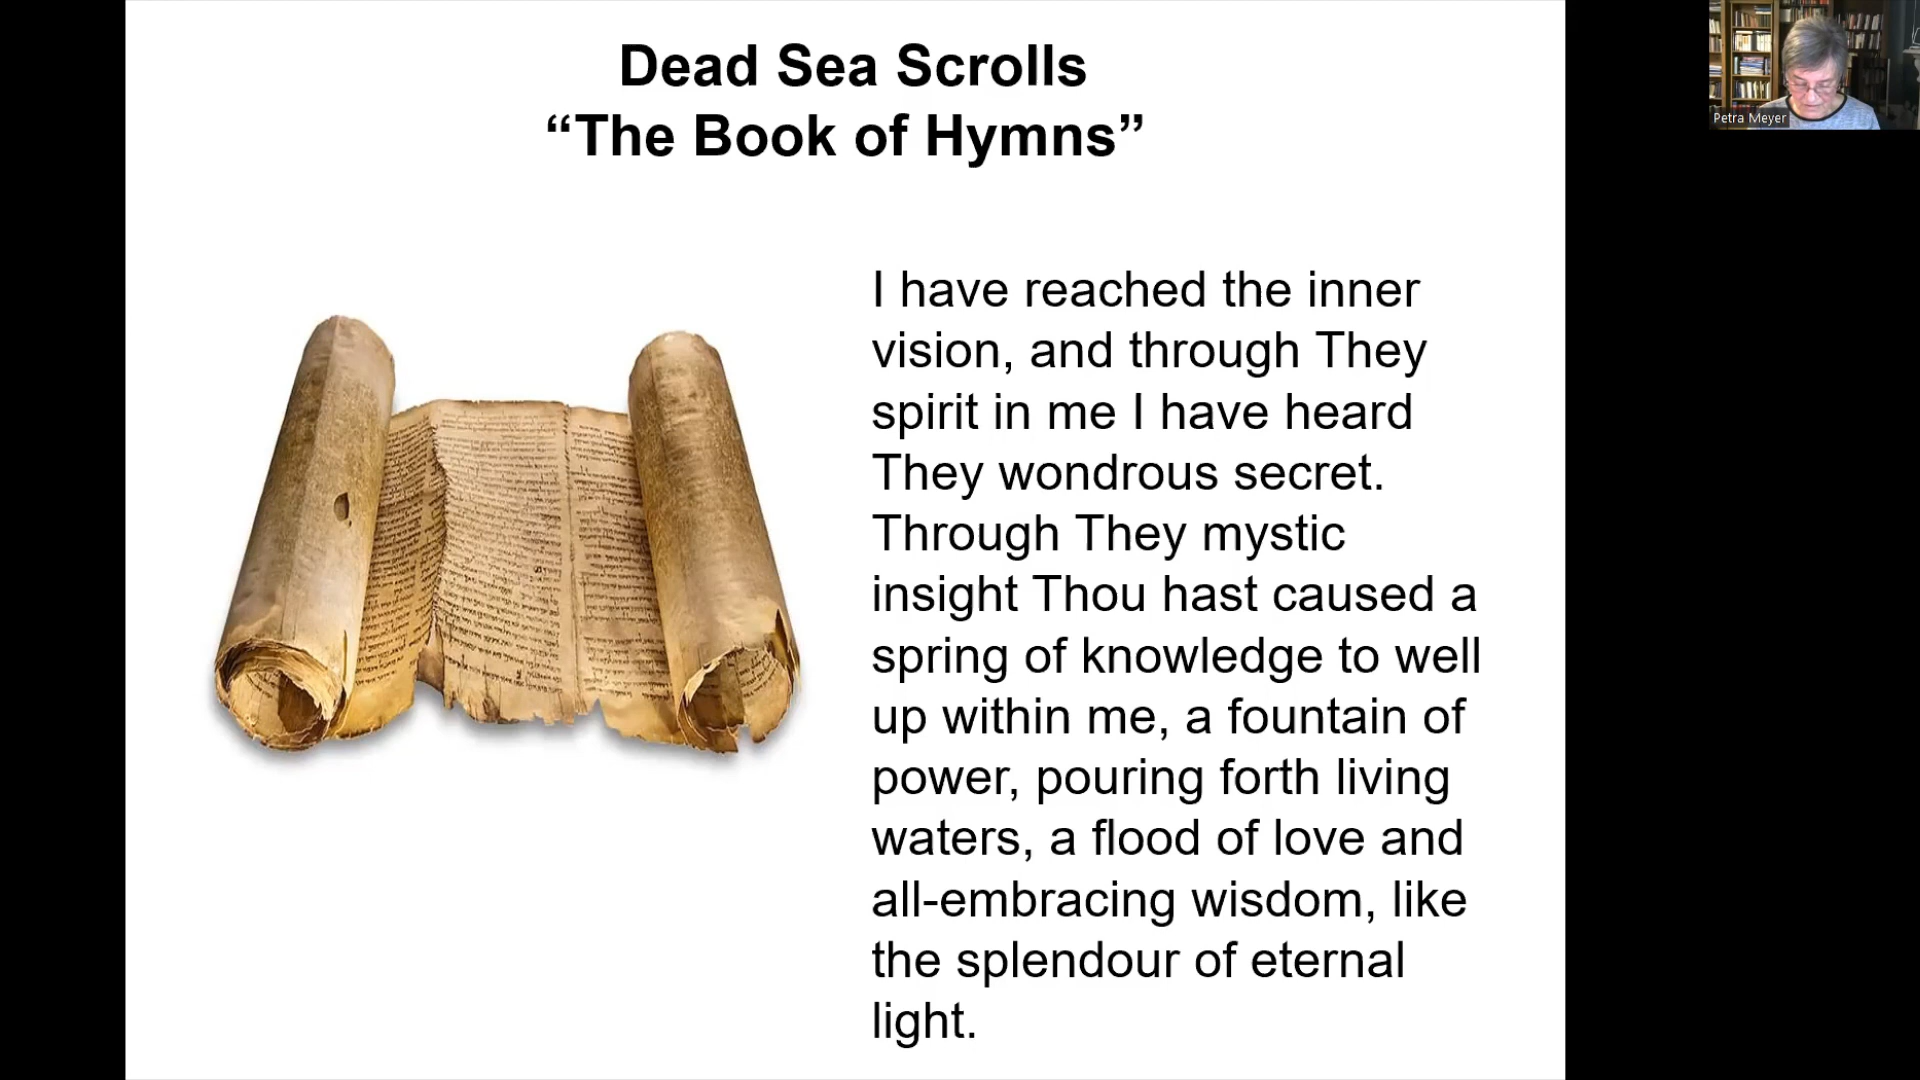 Dead Sea Scrolls
“The Book of Hymns”
I have reached the inner
vision, and through They
spirit in me I have heard
They wondrous secret.
Through They mystic
insight Thou hast caused a
spring of knowledge to well
up within me, a fountain of
power, pouring forth living
waters, a flood of love and
all-embracing wisdom, like
the splendour of eternal
light.
Petra Meyer